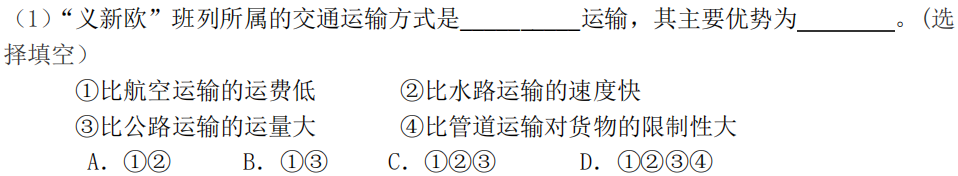 （1）“义新欧”班列所属的交通运输方式是__________运输，其主要优势为________。(选
择填空）
①比航空运输的运费低 ②比水路运输的速度快
③比公路运输的运量大 ④比管道运输对货物的限制性大
A．①② B．①③ C．①②③ D．①②③④